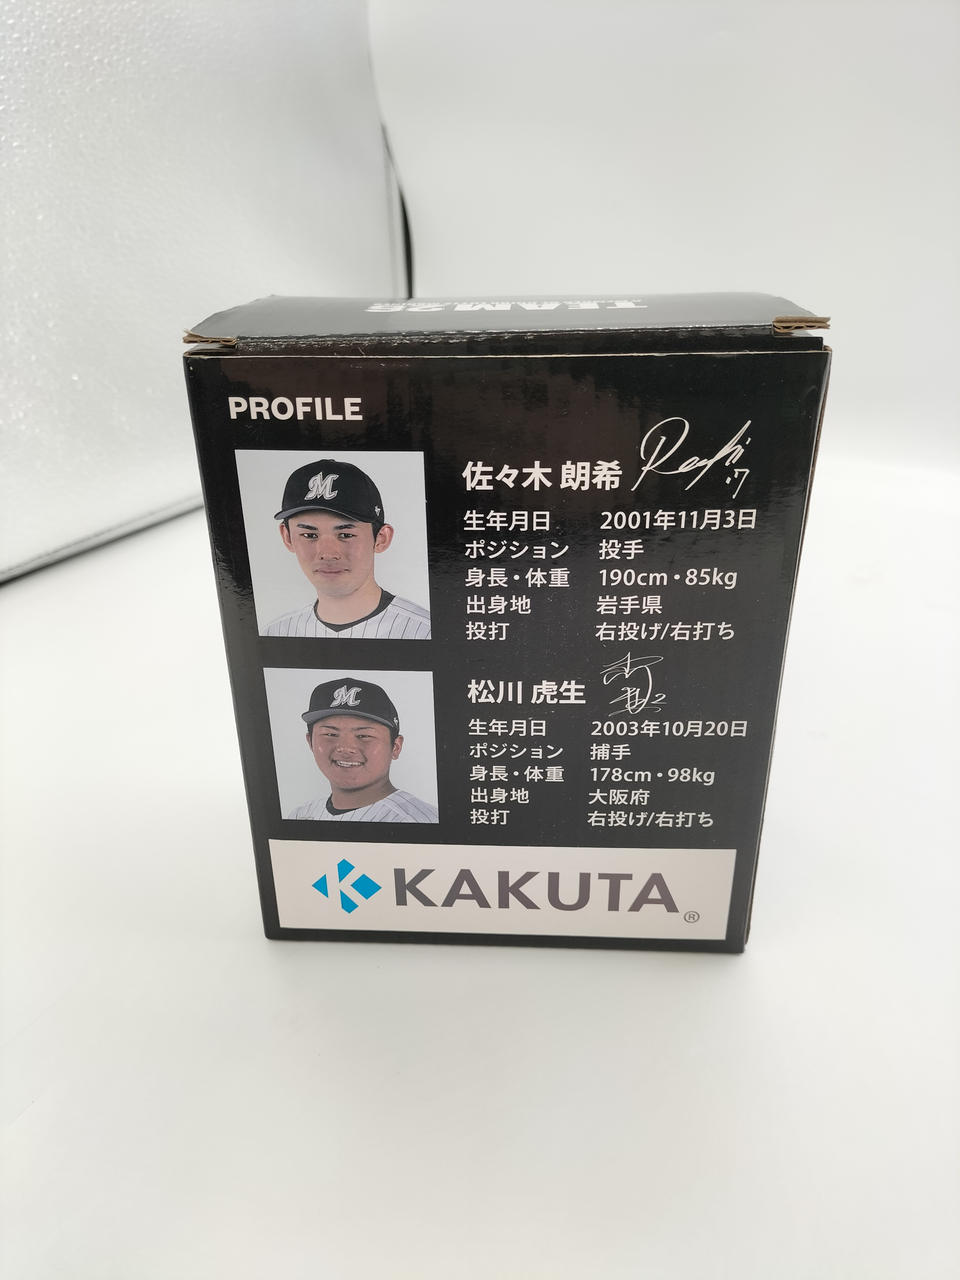 TEAM 26
PROFILE
佐々木 朗希
生年月日 2001年11月3日
ポジション 投手
身長・体重 190cm・85kg
出身地 岩手県
投打 右投げ/右打ち
松川 虎生
生年月日 2003年10月20日
ポジション 捕手
身長・体重 178cm・98kg
出身地 大阪府
投打 右投げ/右打ち
KAKUTA ®